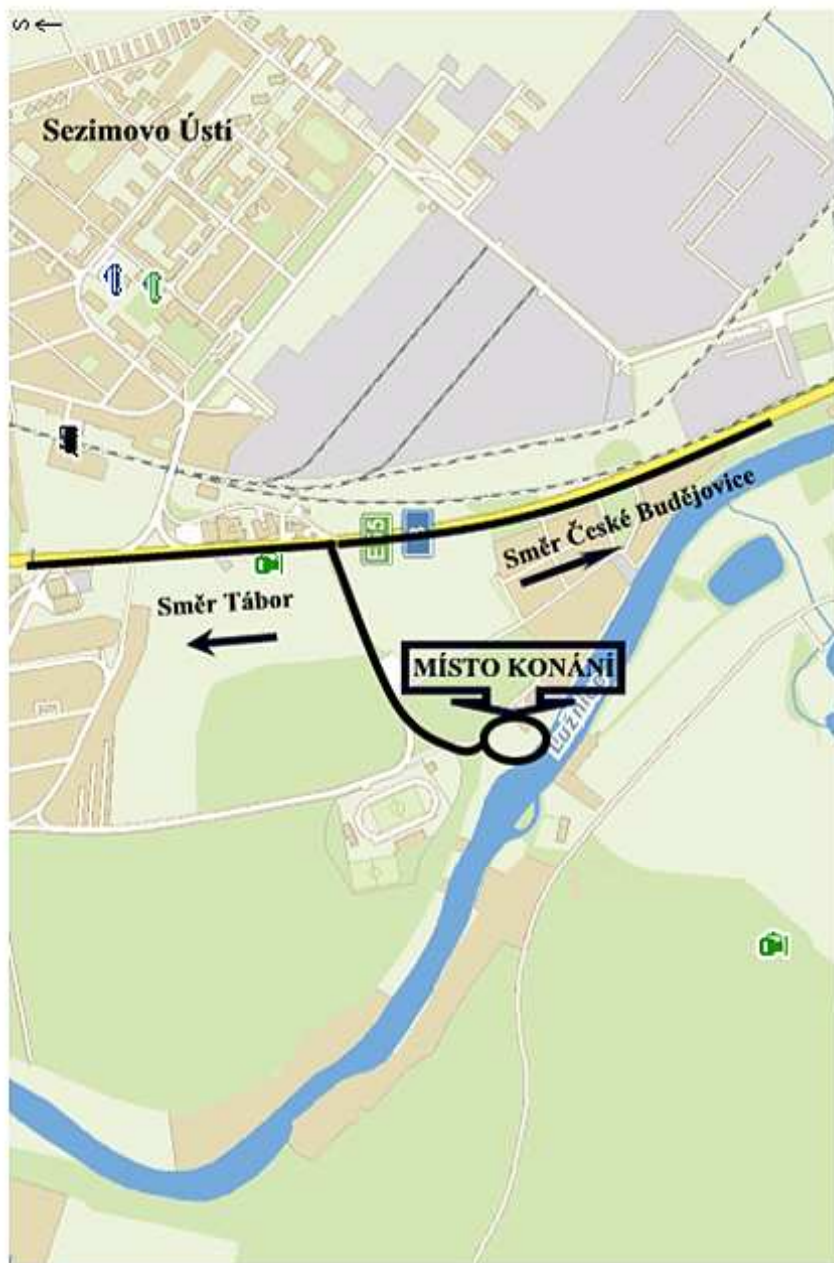 S
Sezimovo Ústí
E55
3
Směr České Budějovice
Směr Tábor
MÍSTO KONÁNÍ
Lužnice